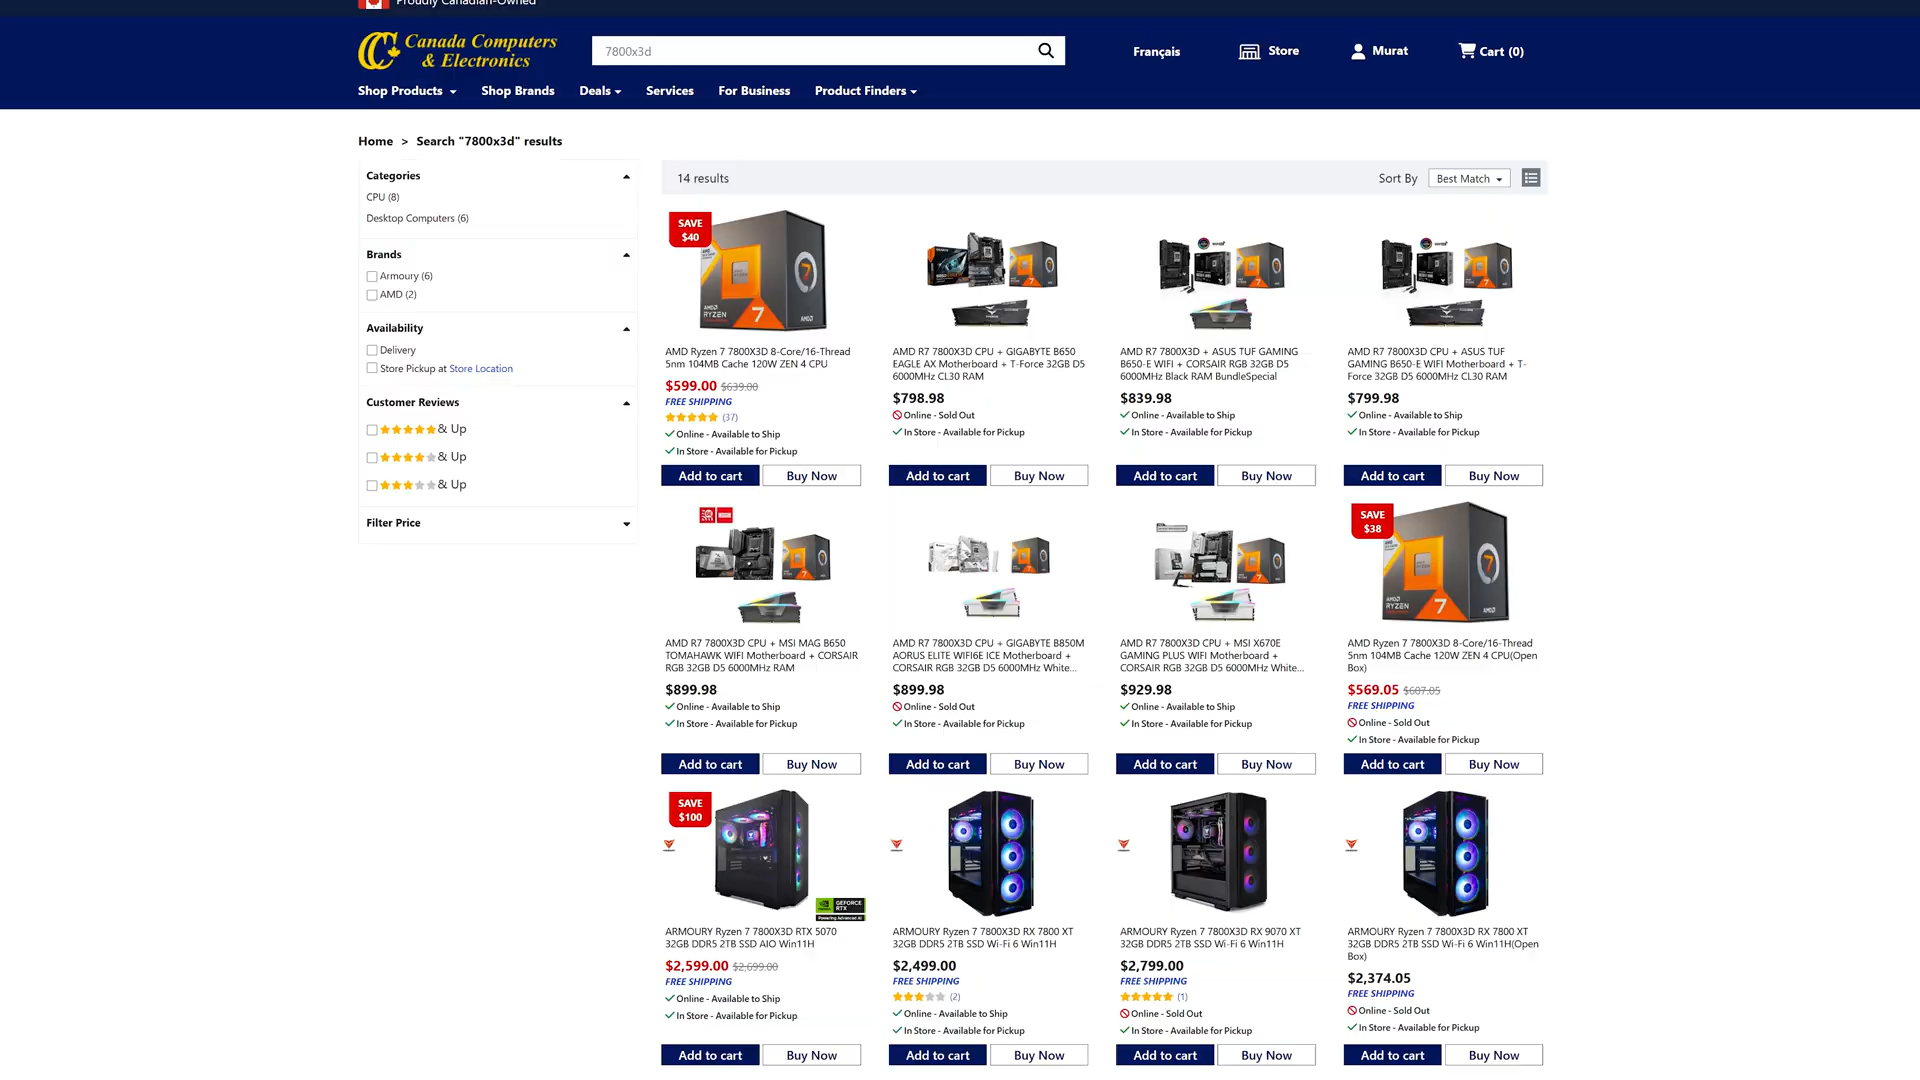 Proudly Canadian-Owned
Canada Computers
& Electronics
7800x3d
Français
Store
Murat
Cart (0)
Shop Products
Shop Brands
Deals
Services
For Business
Product Finders
Home > Search "7800x3d" results
Categories
CPU (8)
Desktop Computers (6)
Brands
Armoury (6)
AMD (2)
Availability
Delivery
Store Pickup at Store Location
Customer Reviews
& Up
& Up
& Up
Filter Price
14 results
Sort By
Best Match
SAVE
$40
AMD
RYZEN
7
AMD
AMD Ryzen 7 7800X3D 8-Core/16-Thread
5nm 104MB Cache 120W ZEN 4 CPU
$599.00 $639.00
FREE SHIPPING
(37)
Online - Available to Ship
In Store - Available for Pickup
Add to cart
Buy Now
AMD R7 7800X3D CPU + GIGABYTE B650
EAGLE AX Motherboard + T-Force 32GB D5
6000MHz CL30 RAM
$798.98
Online - Sold Out
In Store - Available for Pickup
Add to cart
Buy Now
AMD R7 7800X3D + ASUS TUF GAMING
B650-E WIFI + CORSAIR RGB 32GB D5
6000MHz Black RAM BundleSpecial
$839.98
Online - Available to Ship
In Store - Available for Pickup
Add to cart
Buy Now
AMD R7 7800X3D CPU + ASUS TUF
GAMING B650-E WIFI Motherboard + T-
Force 32GB D5 6000MHz CL30 RAM
$799.98
Online - Available to Ship
In Store - Available for Pickup
Add to cart
Buy Now
AMD R7 7800X3D CPU + MSI MAG B650
TOMAHAWK WIFI Motherboard + CORSAIR
RGB 32GB D5 6000MHz RAM
$899.98
Online - Available to Ship
In Store - Available for Pickup
Add to cart
Buy Now
AMD R7 7800X3D CPU + GIGABYTE B850M
AORUS ELITE WIFI6E ICE Motherboard +
CORSAIR RGB 32GB D5 6000MHz White...
$899.98
Online - Sold Out
In Store - Available for Pickup
Add to cart
Buy Now
AMD R7 7800X3D CPU + MSI X670E
GAMING PLUS WIFI Motherboard +
CORSAIR RGB 32GB D5 6000MHz White...
$929.98
Online - Available to Ship
In Store - Available for Pickup
Add to cart
Buy Now
SAVE
$38
AMD
RYZEN
7
AMD
AMD Ryzen 7 7800X3D 8-Core/16-Thread
5nm 104MB Cache 120W ZEN 4 CPU(Open
Box)
$569.05 $607.05
FREE SHIPPING
Online - Sold Out
In Store - Available for Pickup
Add to cart
Buy Now
SAVE
$100
GEFORCE
RTX
Powering Advanced AI
ARMOURY Ryzen 7 7800X3D RTX 5070
32GB DDR5 2TB SSD AIO Win11H
$2,599.00 $2,699.00
FREE SHIPPING
Online - Available to Ship
In Store - Available for Pickup
Add to cart
Buy Now
ARMOURY Ryzen 7 7800X3D RX 7800 XT
32GB DDR5 2TB SSD Wi-Fi 6 Win11H
$2,499.00
FREE SHIPPING
(2)
Online - Available to Ship
In Store - Available for Pickup
Add to cart
Buy Now
ARMOURY Ryzen 7 7800X3D RX 9070 XT
32GB DDR5 2TB SSD Wi-Fi 6 Win11H
$2,799.00
FREE SHIPPING
(1)
Online - Sold Out
In Store - Available for Pickup
Add to cart
Buy Now
ARMOURY Ryzen 7 7800X3D RX 7800 XT
32GB DDR5 2TB SSD Wi-Fi 6 Win11H(Open
Box)
$2,374.05
FREE SHIPPING
Online - Sold Out
In Store - Available for Pickup
Add to cart
Buy Now